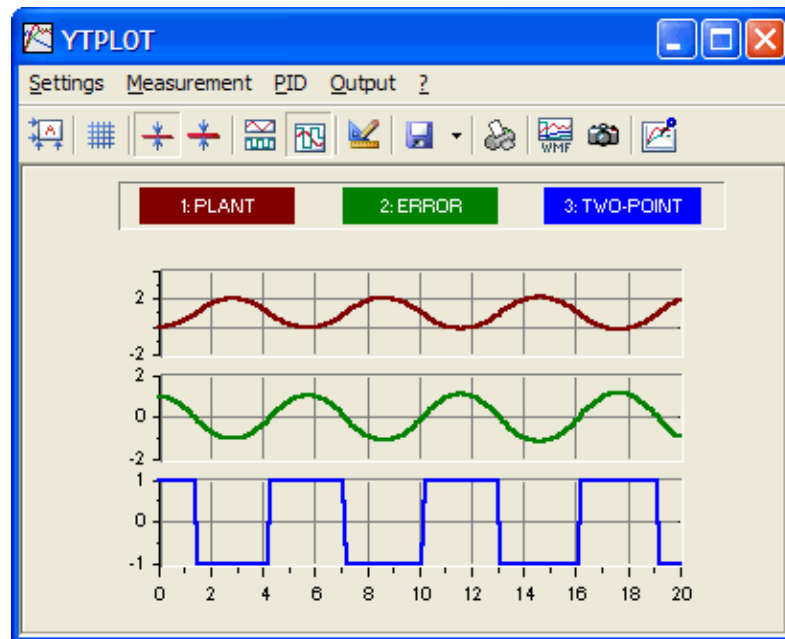 YTPLOT
Settings Measurement PID Output ?
A
WMF
1: PLANT 2: ERROR 3: TWO-POINT
2
-2
2
0
-2
1
0
-1
0 2 4 6 8 10 12 14 16 18 20